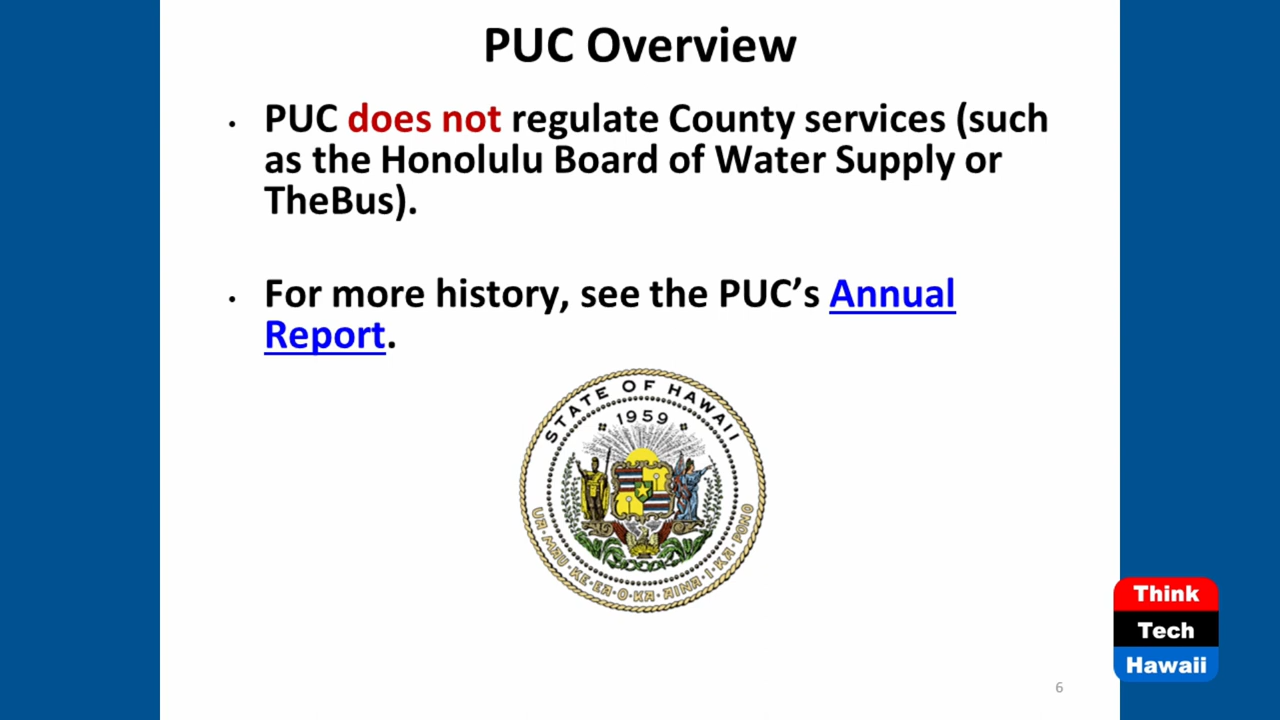 PUC Overview
• PUC does not regulate County services (such
as the Honolulu Board of Water Supply or
TheBus).
• For more history, see the PUC’s Annual
Report.
STATE OF HAWAII
1959
UA·MAU·KE·EA·O·KA·AINA·I·KA·PONO
Think
Tech
Hawaii
6